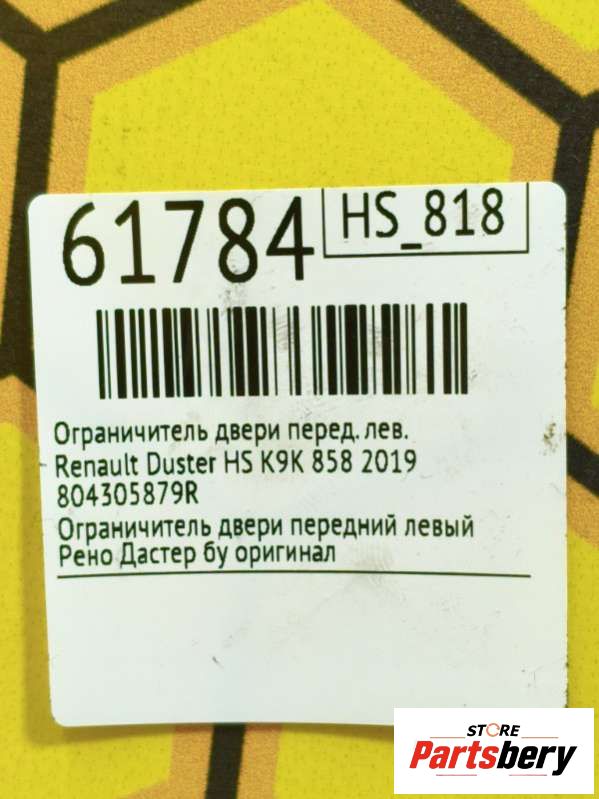 61784
HS_818
Ограничитель двери перед. лев.
Renault Duster HS K9K 858 2019
804305879R
Ограничитель двери передний левый
Рено Дастер бу оригинал
STORE
Partsbery